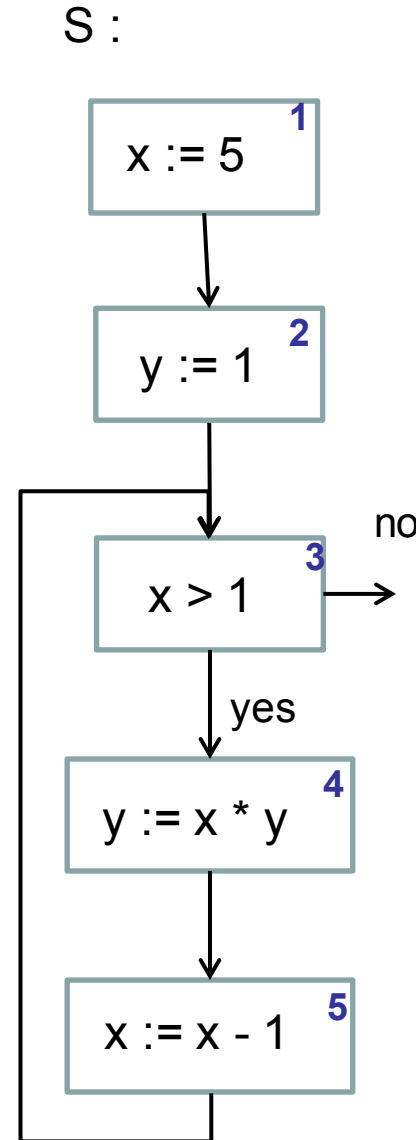 S :
1
x := 5
2
y := 1
no
3
x > 1
yes
4
y := x * y
5
x := x - 1